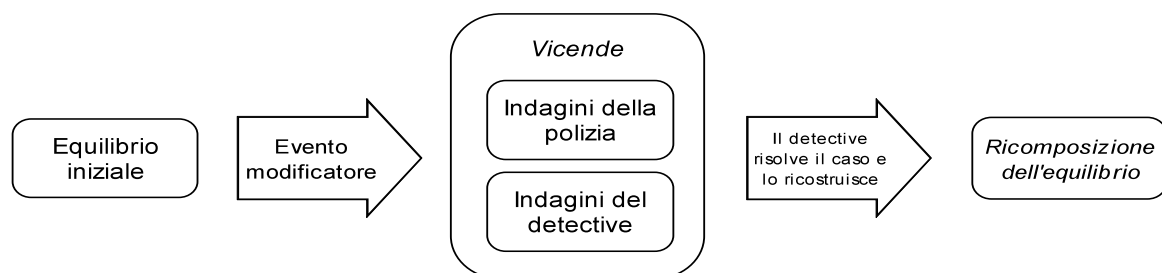 Equilibrio
iniziale
Evento
modificatore
Vicende
Indagini della
polizia
Indagini del
detective
Il detective
risolve il caso e
lo ricostruisce
Ricomposizione
dell'equilibrio